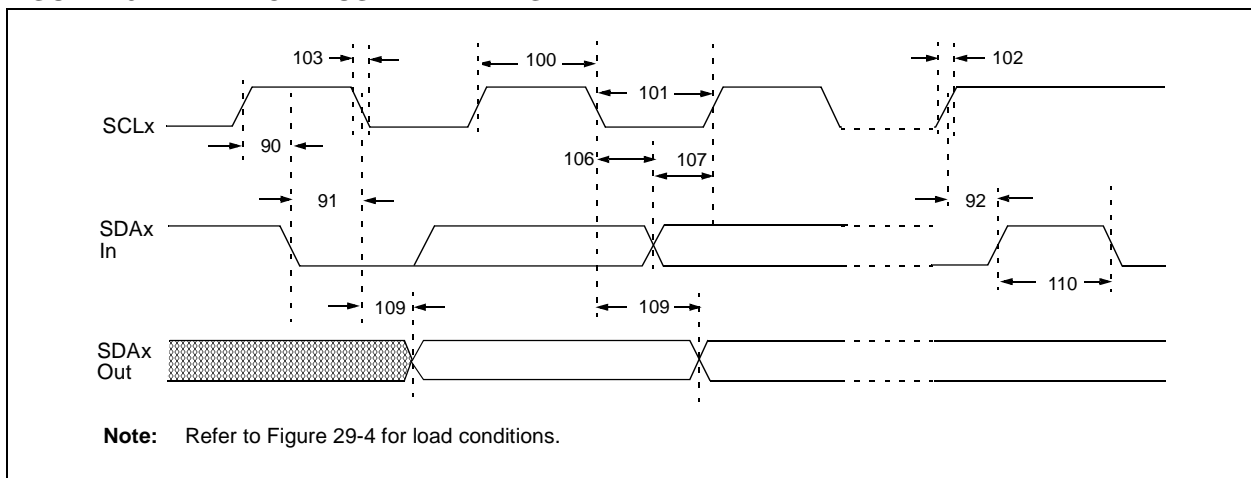 103
100
101
102
SCLx
90
106
107
91
92
SDAx
In
110
109
109
SDAx
Out
Note: Refer to Figure 29-4 for load conditions.